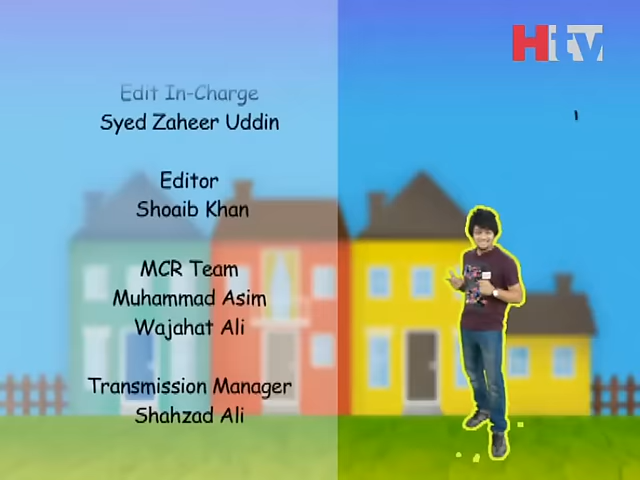 Htv
Edit In-Charge
Syed Zaheer Uddin
Editor
Shoaib Khan
MCR Team
Muhammad Asim
Wajahat Ali
Transmission Manager
Shahzad Ali